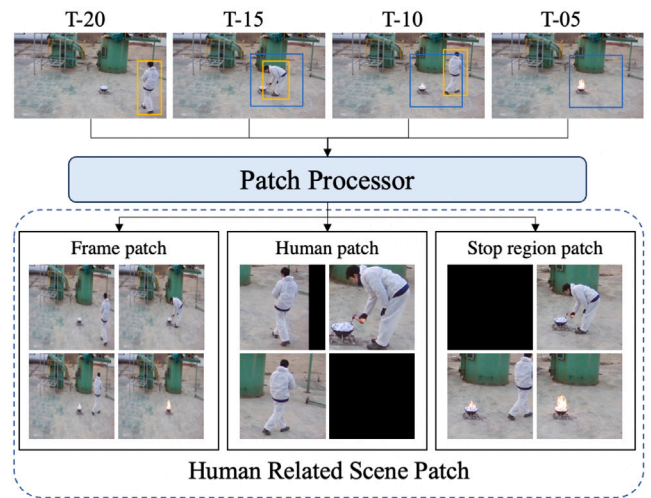 T-20 T-15 T-10 T-05
Patch Processor
Frame patch Human patch Stop region patch
Human Related Scene Patch